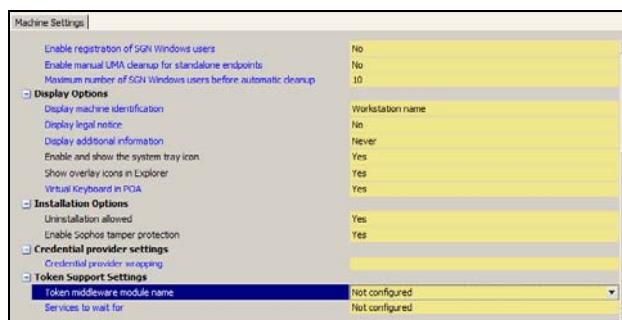 Machine Settings
Enable registration of SGN Windows users No
Enable manual UMA cleanup for standalone endpoints No
Maximum number of SGN Windows users before automatic cleanup 10
Display Options
Display machine identification Workstation name
Display legal notice No
Display additional information Never
Enable and show the system tray icon Yes
Show overlay icons in Explorer Yes
Virtual Keyboard in POA Yes
Installation Options
Uninstallation allowed Yes
Enable Sophos tamper protection Yes
Credential provider settings
Credential provider wrapping
Token Support Settings
Token middleware module name Not configured
Services to wait for Not configured